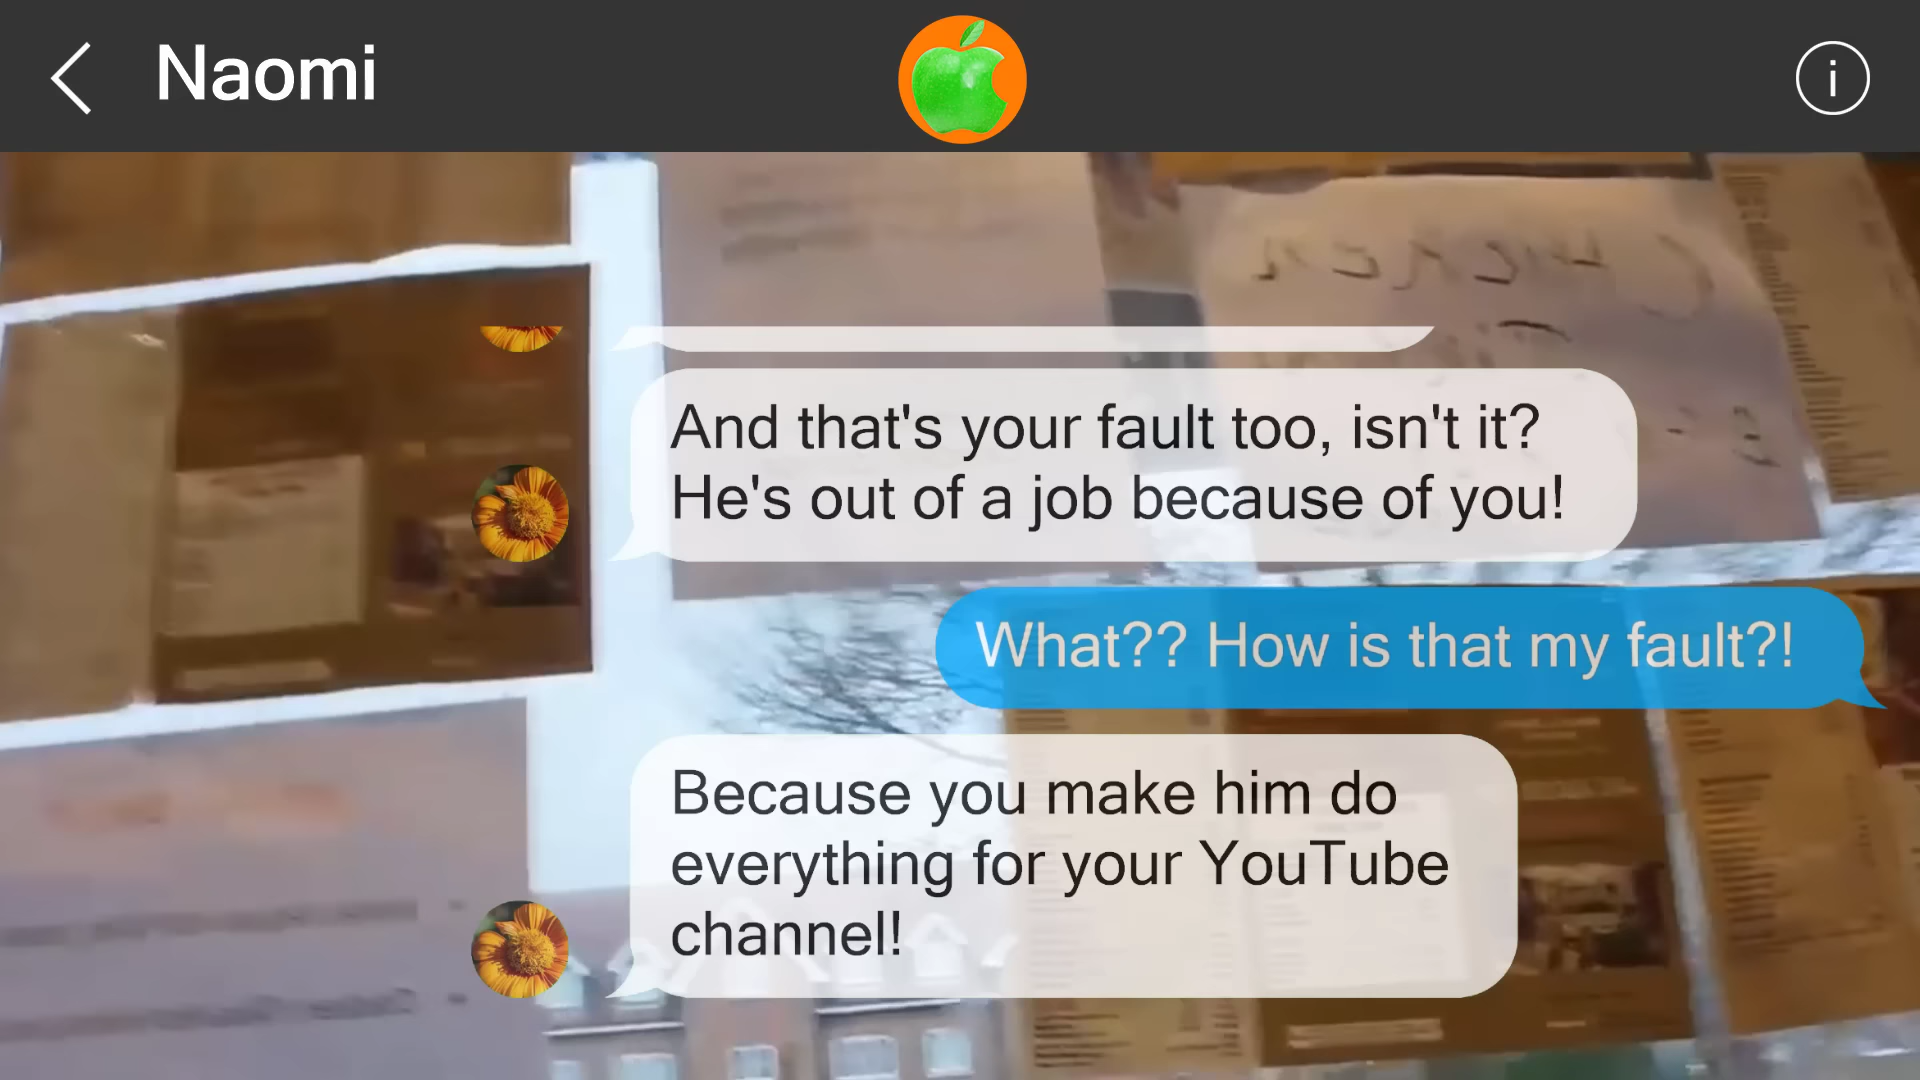 Naomi
And that's your fault too, isn't it?
He's out of a job because of you!
What?? How is that my fault?!
Because you make him do
everything for your YouTube
channel!